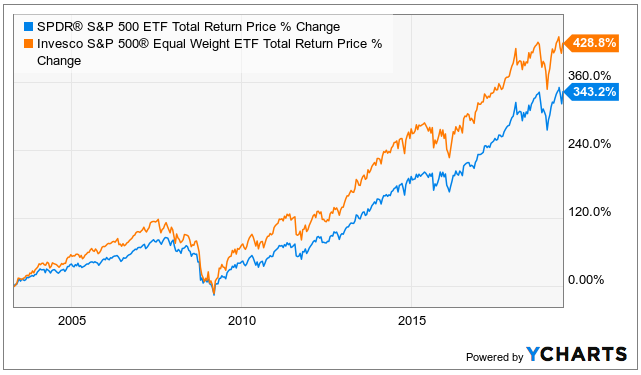 SPDR® S&P 500 ETF Total Return Price % Change
Invesco S&P 500® Equal Weight ETF Total Return Price %
Change
428.8%
360.0%
343.2%
240.0%
120.0%
0.00%
2005 2010 2015
Powered by YCHARTS